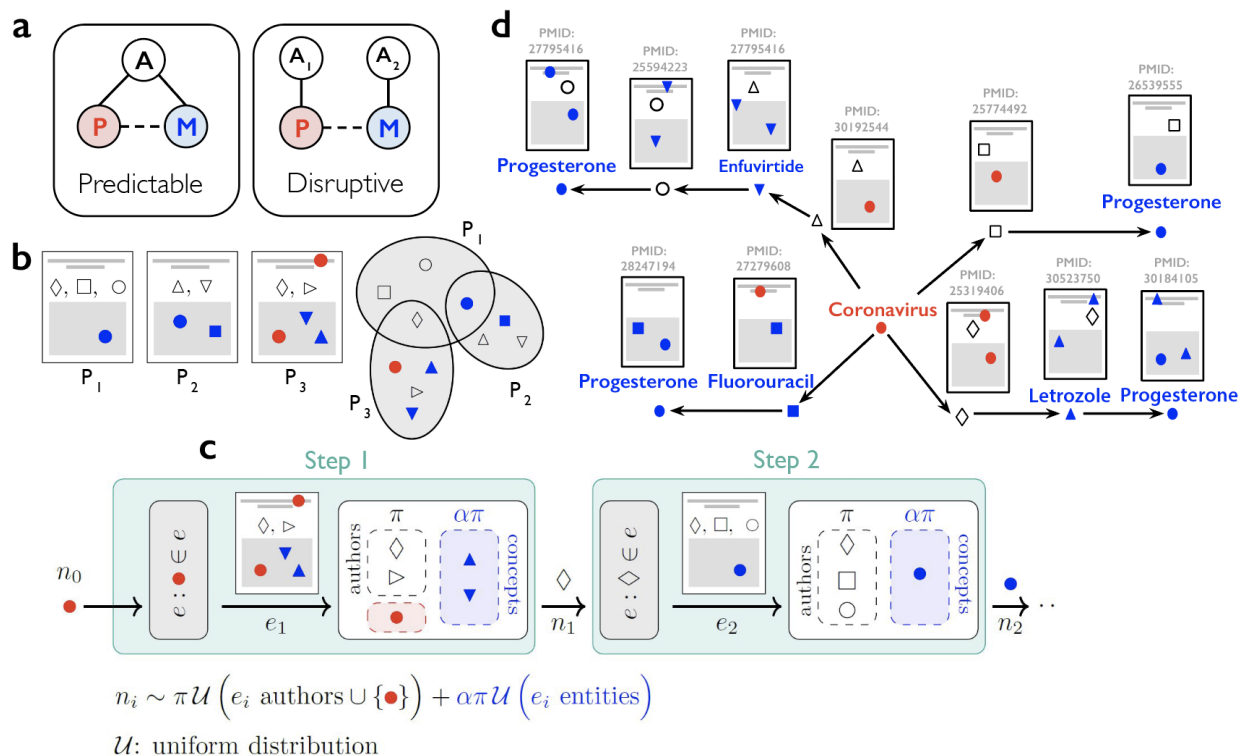 a
A
P
M
Predictable
A1
A2
P
M
Disruptive
b
P1
P2
P3
P1
P2
P3
d
PMID:
27795416
PMID:
25594223
PMID:
27795416
PMID:
30192544
PMID:
25774492
PMID:
26539555
Progesterone
Enfuvirtide
Progesterone
PMID:
28247194
PMID:
27279608
Coronavirus
PMID:
25319406
PMID:
30523750
PMID:
30184105
Progesterone
Fluorouracil
Letrozole
Progesterone
c
Step 1
Step 2
n0
e : ● ∈ e
e1
π
απ
authors
concepts
n1
e : ◇ ∈ e
e2
π
απ
authors
concepts
n2
··
ni ∼ π U ( ei authors ∪ {●} ) + απ U ( ei entities )
U: uniform distribution